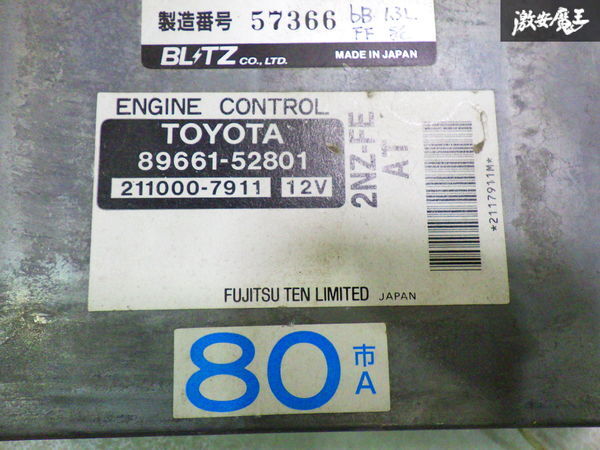 激安魔王
製造番号 57366 bB 1.3L
FF
BLITZ CO., LTD. MADE IN JAPAN
ENGINE CONTROL
TOYOTA
89661-52801
211000-7911 12V
2NZ-FE
AT
*2117911M*
FUJITSU TEN LIMITED JAPAN
80 市
A